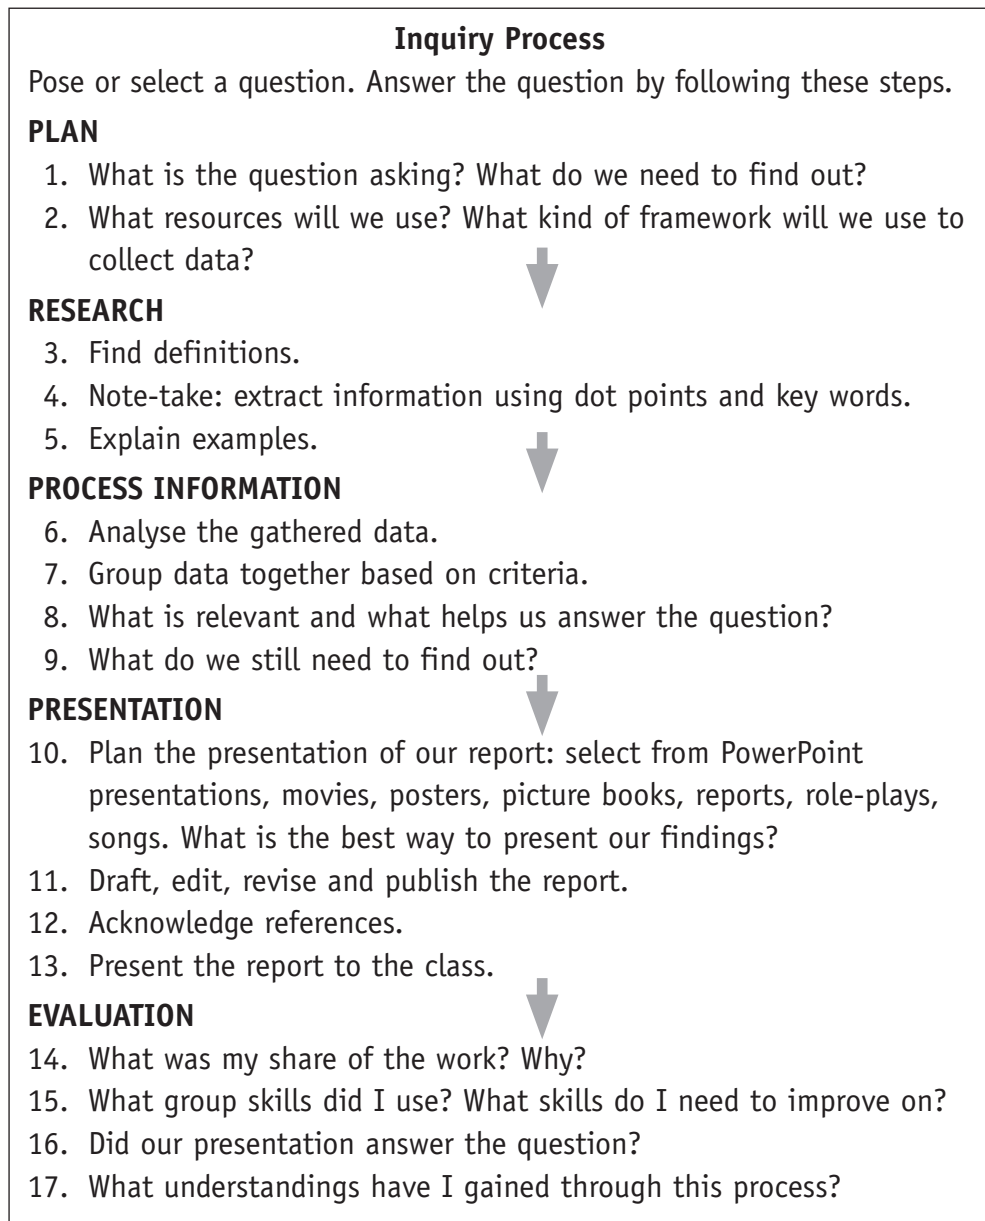 Inquiry Process
Pose or select a question. Answer the question by following these steps.
PLAN
1. What is the question asking? What do we need to find out?
2. What resources will we use? What kind of framework will we use to
collect data?
RESEARCH
3. Find definitions.
4. Note-take: extract information using dot points and key words.
5. Explain examples.
PROCESS INFORMATION
6. Analyse the gathered data.
7. Group data together based on criteria.
8. What is relevant and what helps us answer the question?
9. What do we still need to find out?
PRESENTATION
10. Plan the presentation of our report: select from PowerPoint
presentations, movies, posters, picture books, reports, role-plays,
songs. What is the best way to present our findings?
11. Draft, edit, revise and publish the report.
12. Acknowledge references.
13. Present the report to the class.
EVALUATION
14. What was my share of the work? Why?
15. What group skills did I use? What skills do I need to improve on?
16. Did our presentation answer the question?
17. What understandings have I gained through this process?